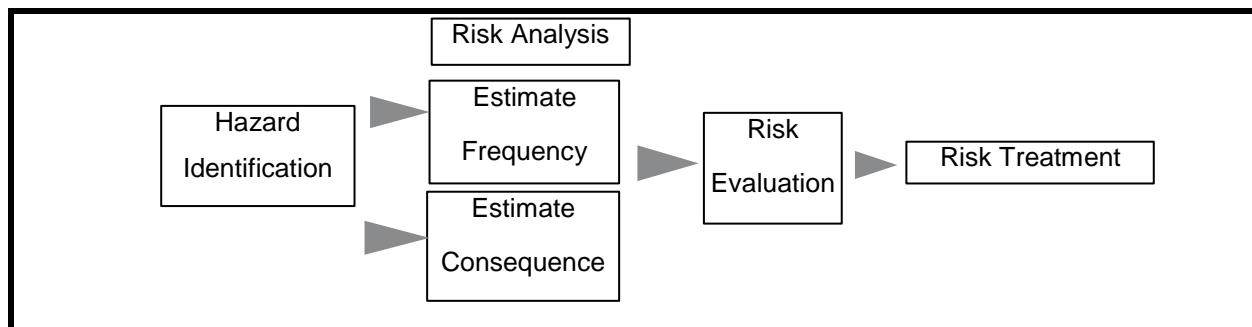 Risk Analysis
Hazard
Identification
Estimate
Frequency
Estimate
Consequence
Risk
Evaluation
Risk Treatment